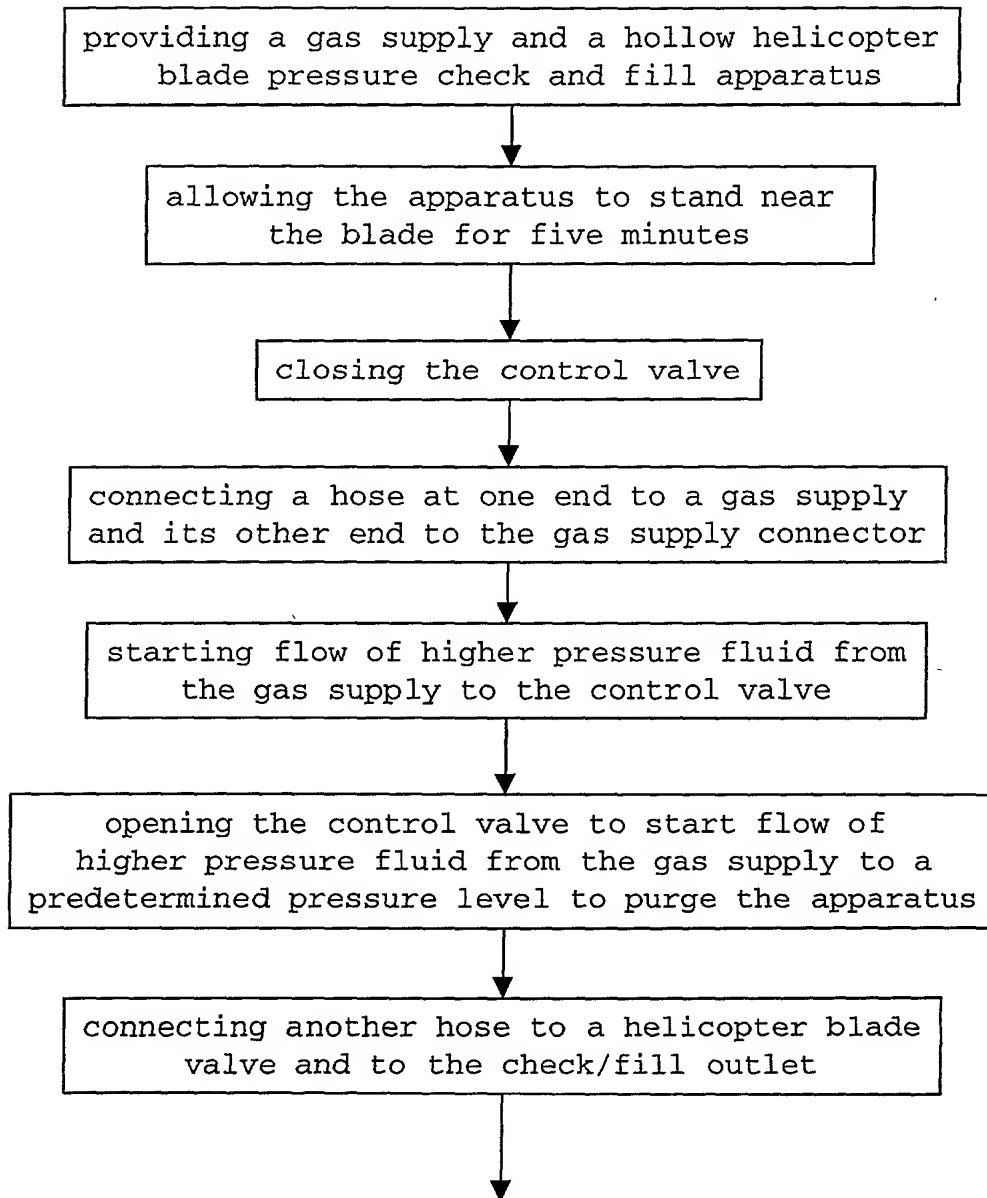 providing a gas supply and a hollow helicopter
blade pressure check and fill apparatus
allowing the apparatus to stand near
the blade for five minutes
closing the control valve
connecting a hose at one end to a gas supply
and its other end to the gas supply connector
starting flow of higher pressure fluid from
the gas supply to the control valve
opening the control valve to start flow of
higher pressure fluid from the gas supply to a
predetermined pressure level to purge the apparatus
connecting another hose to a helicopter blade
valve and to the check/fill outlet